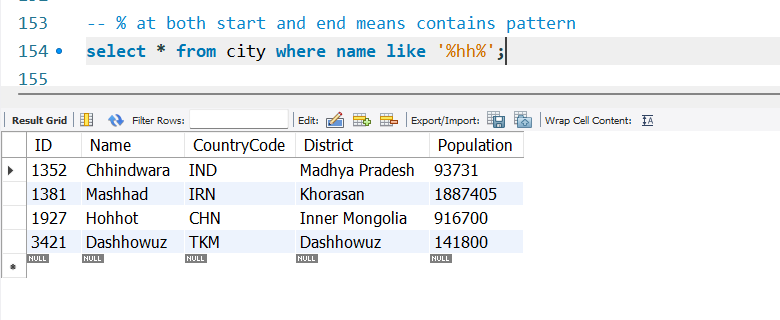 153 -- % at both start and end means contains pattern
154 select * from city where name like '%hh%';
155
Result Grid Filter Rows: Edit: Export/Import: Wrap Cell Content:
ID Name CountryCode District Population
1352 Chhindwara IND Madhya Pradesh 93731
1381 Mashhad IRN Khorasan 1887405
1927 Hohhot CHN Inner Mongolia 916700
3421 Dashhowuz TKM Dashhowuz 141800
NULL NULL NULL NULL NULL